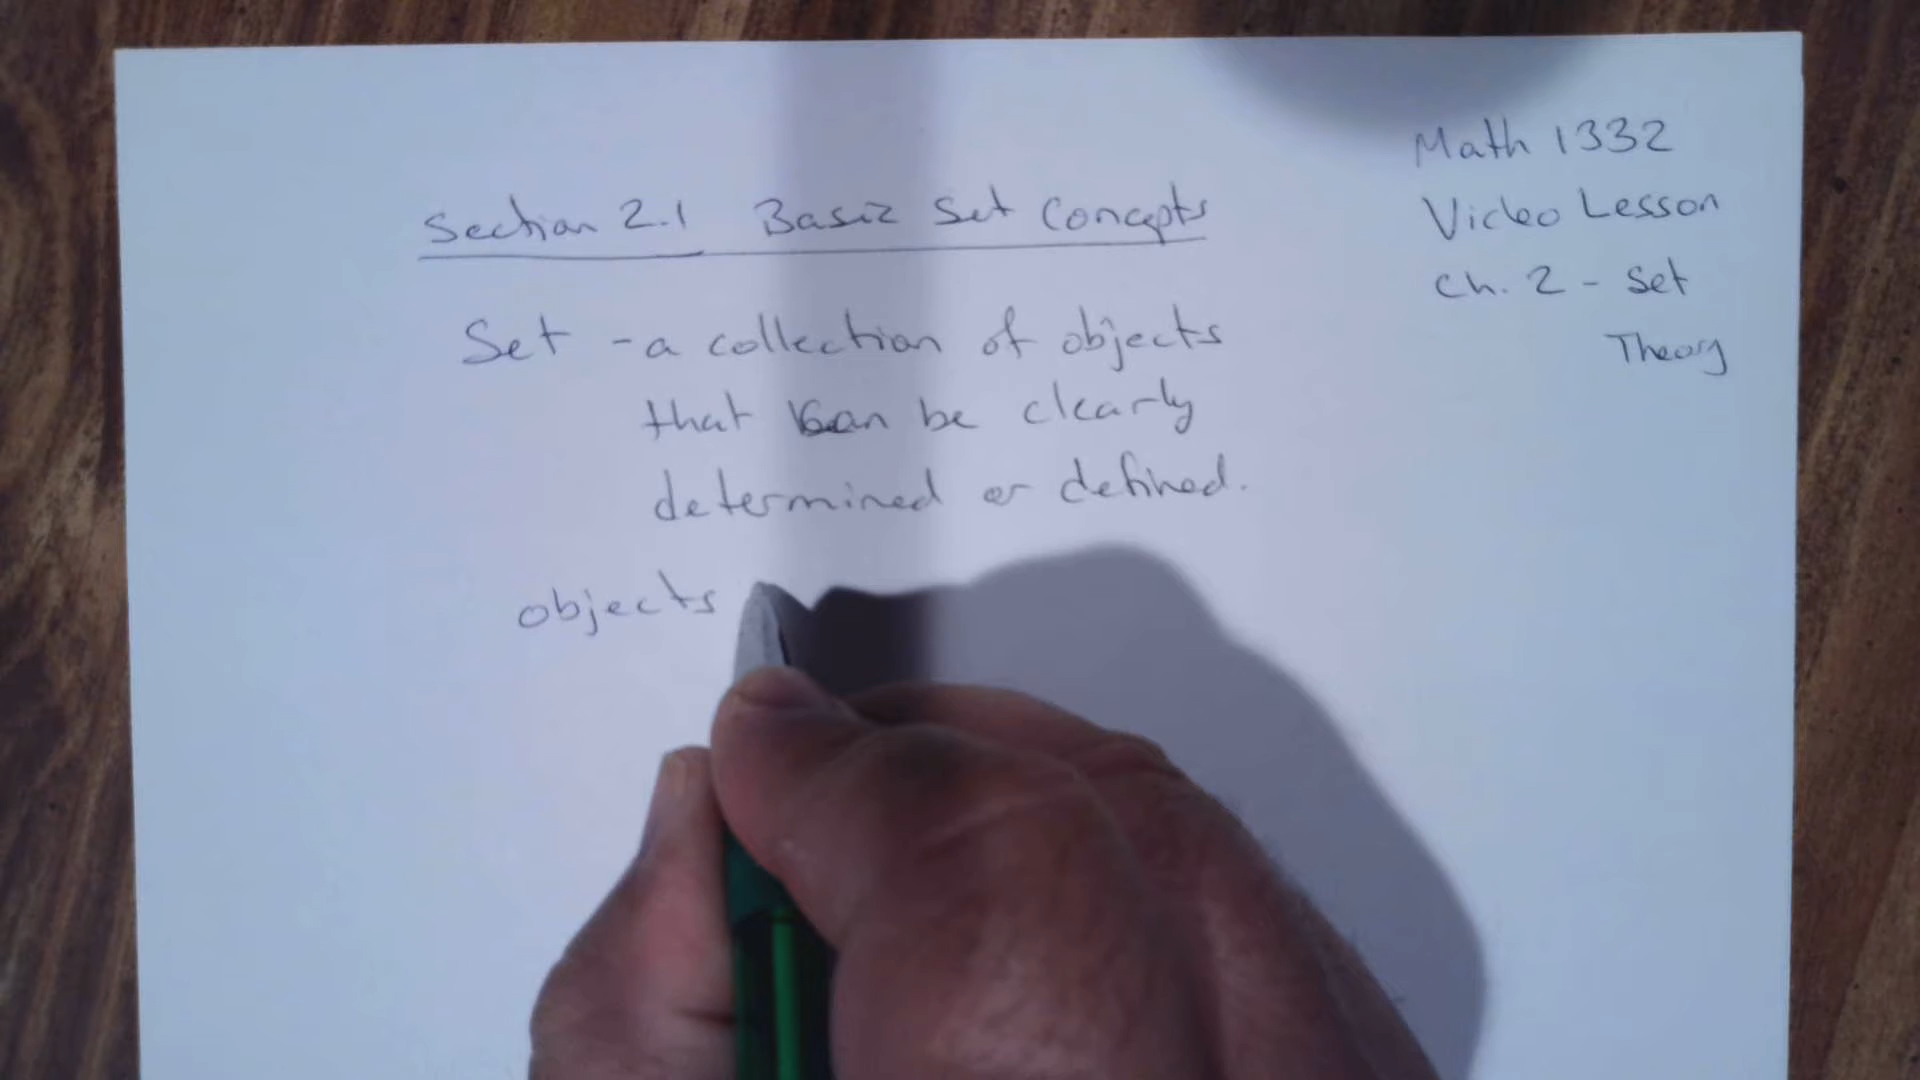 Math 1332
Video Lesson
Ch. 2 - Set
Theory
Section 2.1 Basic Set Concepts
Set - a collection of objects
that can be clearly
determined or defined.
objects